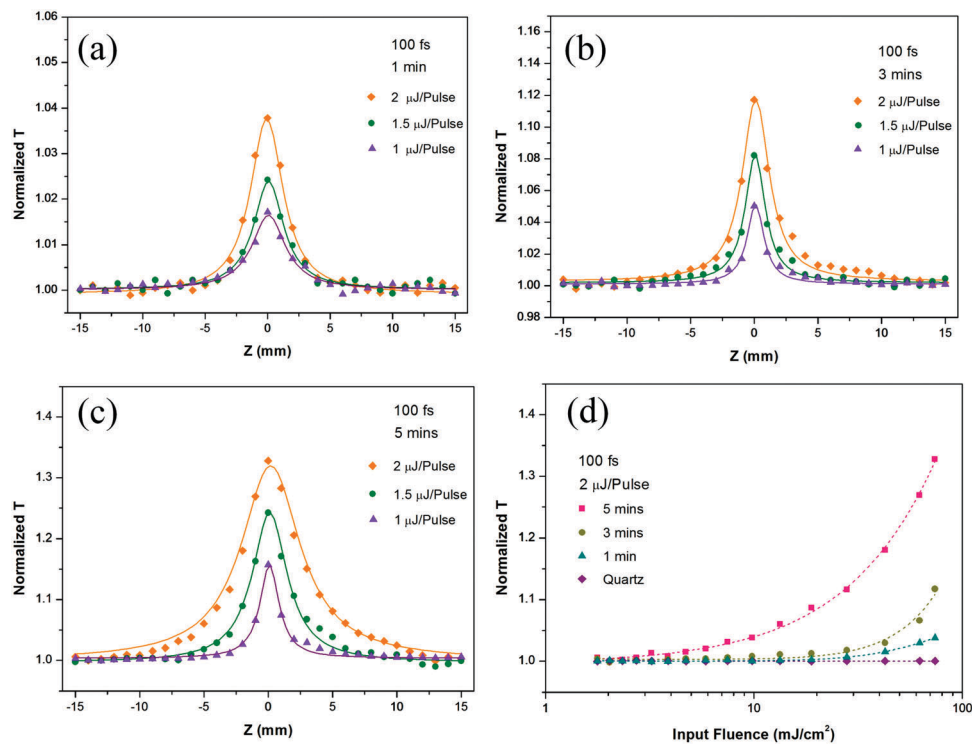 (a)
100 fs
1 min
2 μJ/Pulse
1.5 μJ/Pulse
1 μJ/Pulse
1.06
1.05
1.04
1.03
1.02
1.01
1.00
Normalized T
-15 -10 -5 0 5 10 15
Z (mm)
(b)
100 fs
3 mins
2 μJ/Pulse
1.5 μJ/Pulse
1 μJ/Pulse
1.16
1.14
1.12
1.10
1.08
1.06
1.04
1.02
1.00
0.98
Normalized T
-15 -10 -5 0 5 10 15
Z (mm)
(c)
100 fs
5 mins
2 μJ/Pulse
1.5 μJ/Pulse
1 μJ/Pulse
1.4
1.3
1.2
1.1
1.0
Normalized T
-15 -10 -5 0 5 10 15
Z (mm)
(d)
100 fs
2 μJ/Pulse
5 mins
3 mins
1 min
Quartz
1.4
1.3
1.2
1.1
1.0
Normalized T
1 10 100
Input Fluence (mJ/cm²)